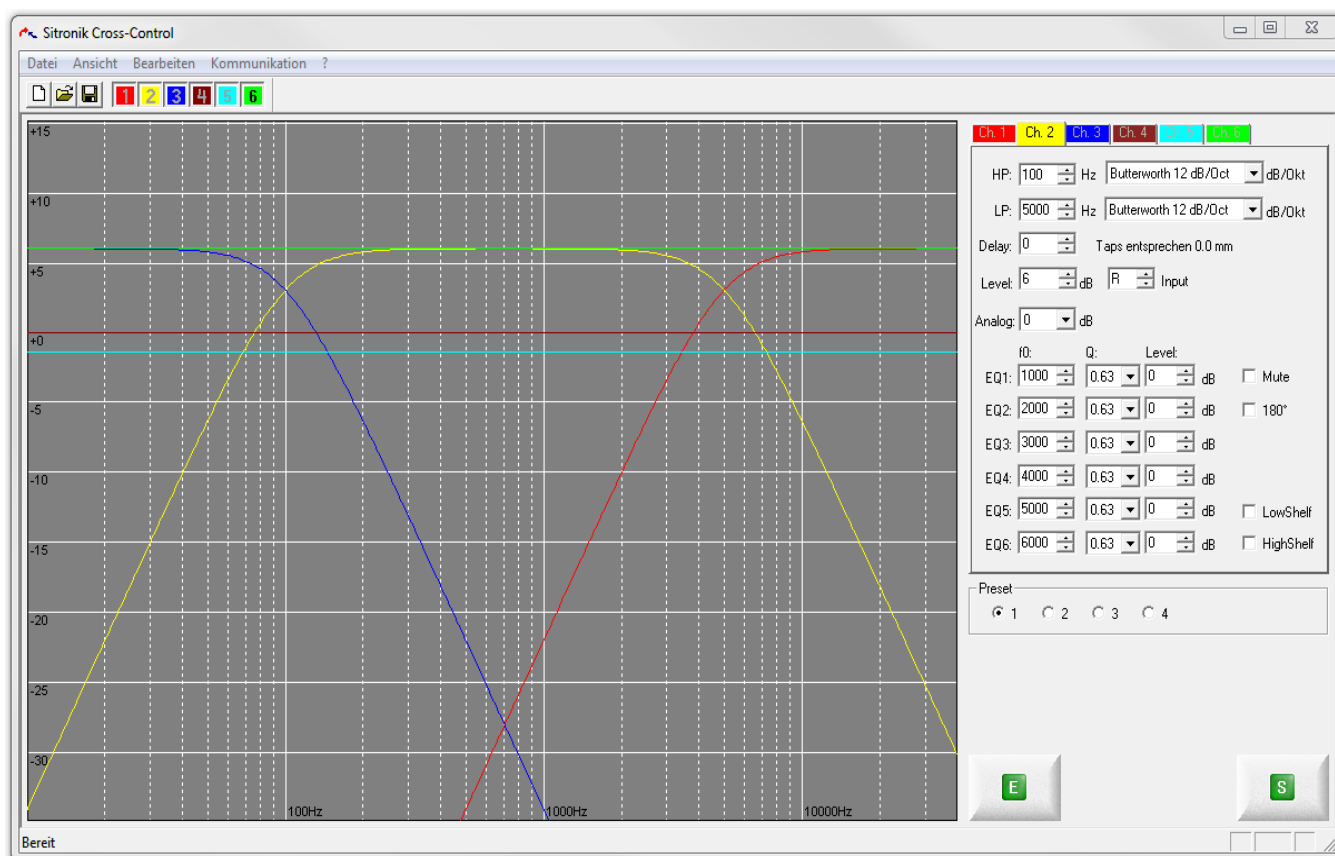 Sitronik Cross-Control
Datei Ansicht Bearbeiten Kommunikation ?
1 2 3 4 5 6
+15
+10
+5
+0
-5
-10
-15
-20
-25
-30
100Hz 1000Hz 10000Hz
Ch. 1 Ch. 2 Ch. 3 Ch. 4 Ch. 5 Ch. 6
HP: 100 Hz Butterworth 12 dB/Oct dB/Okt
LP: 5000 Hz Butterworth 12 dB/Oct dB/Okt
Delay: 0 Taps entsprechen 0.0 mm
Level: 6 dB R Input
Analog: 0 dB
f0: Q: Level:
EQ1: 1000 0.63 0 dB Mute
EQ2: 2000 0.63 0 dB 180°
EQ3: 3000 0.63 0 dB
EQ4: 4000 0.63 0 dB
EQ5: 5000 0.63 0 dB LowShelf
EQ6: 6000 0.63 0 dB HighShelf
Preset
1 2 3 4
E S
Bereit